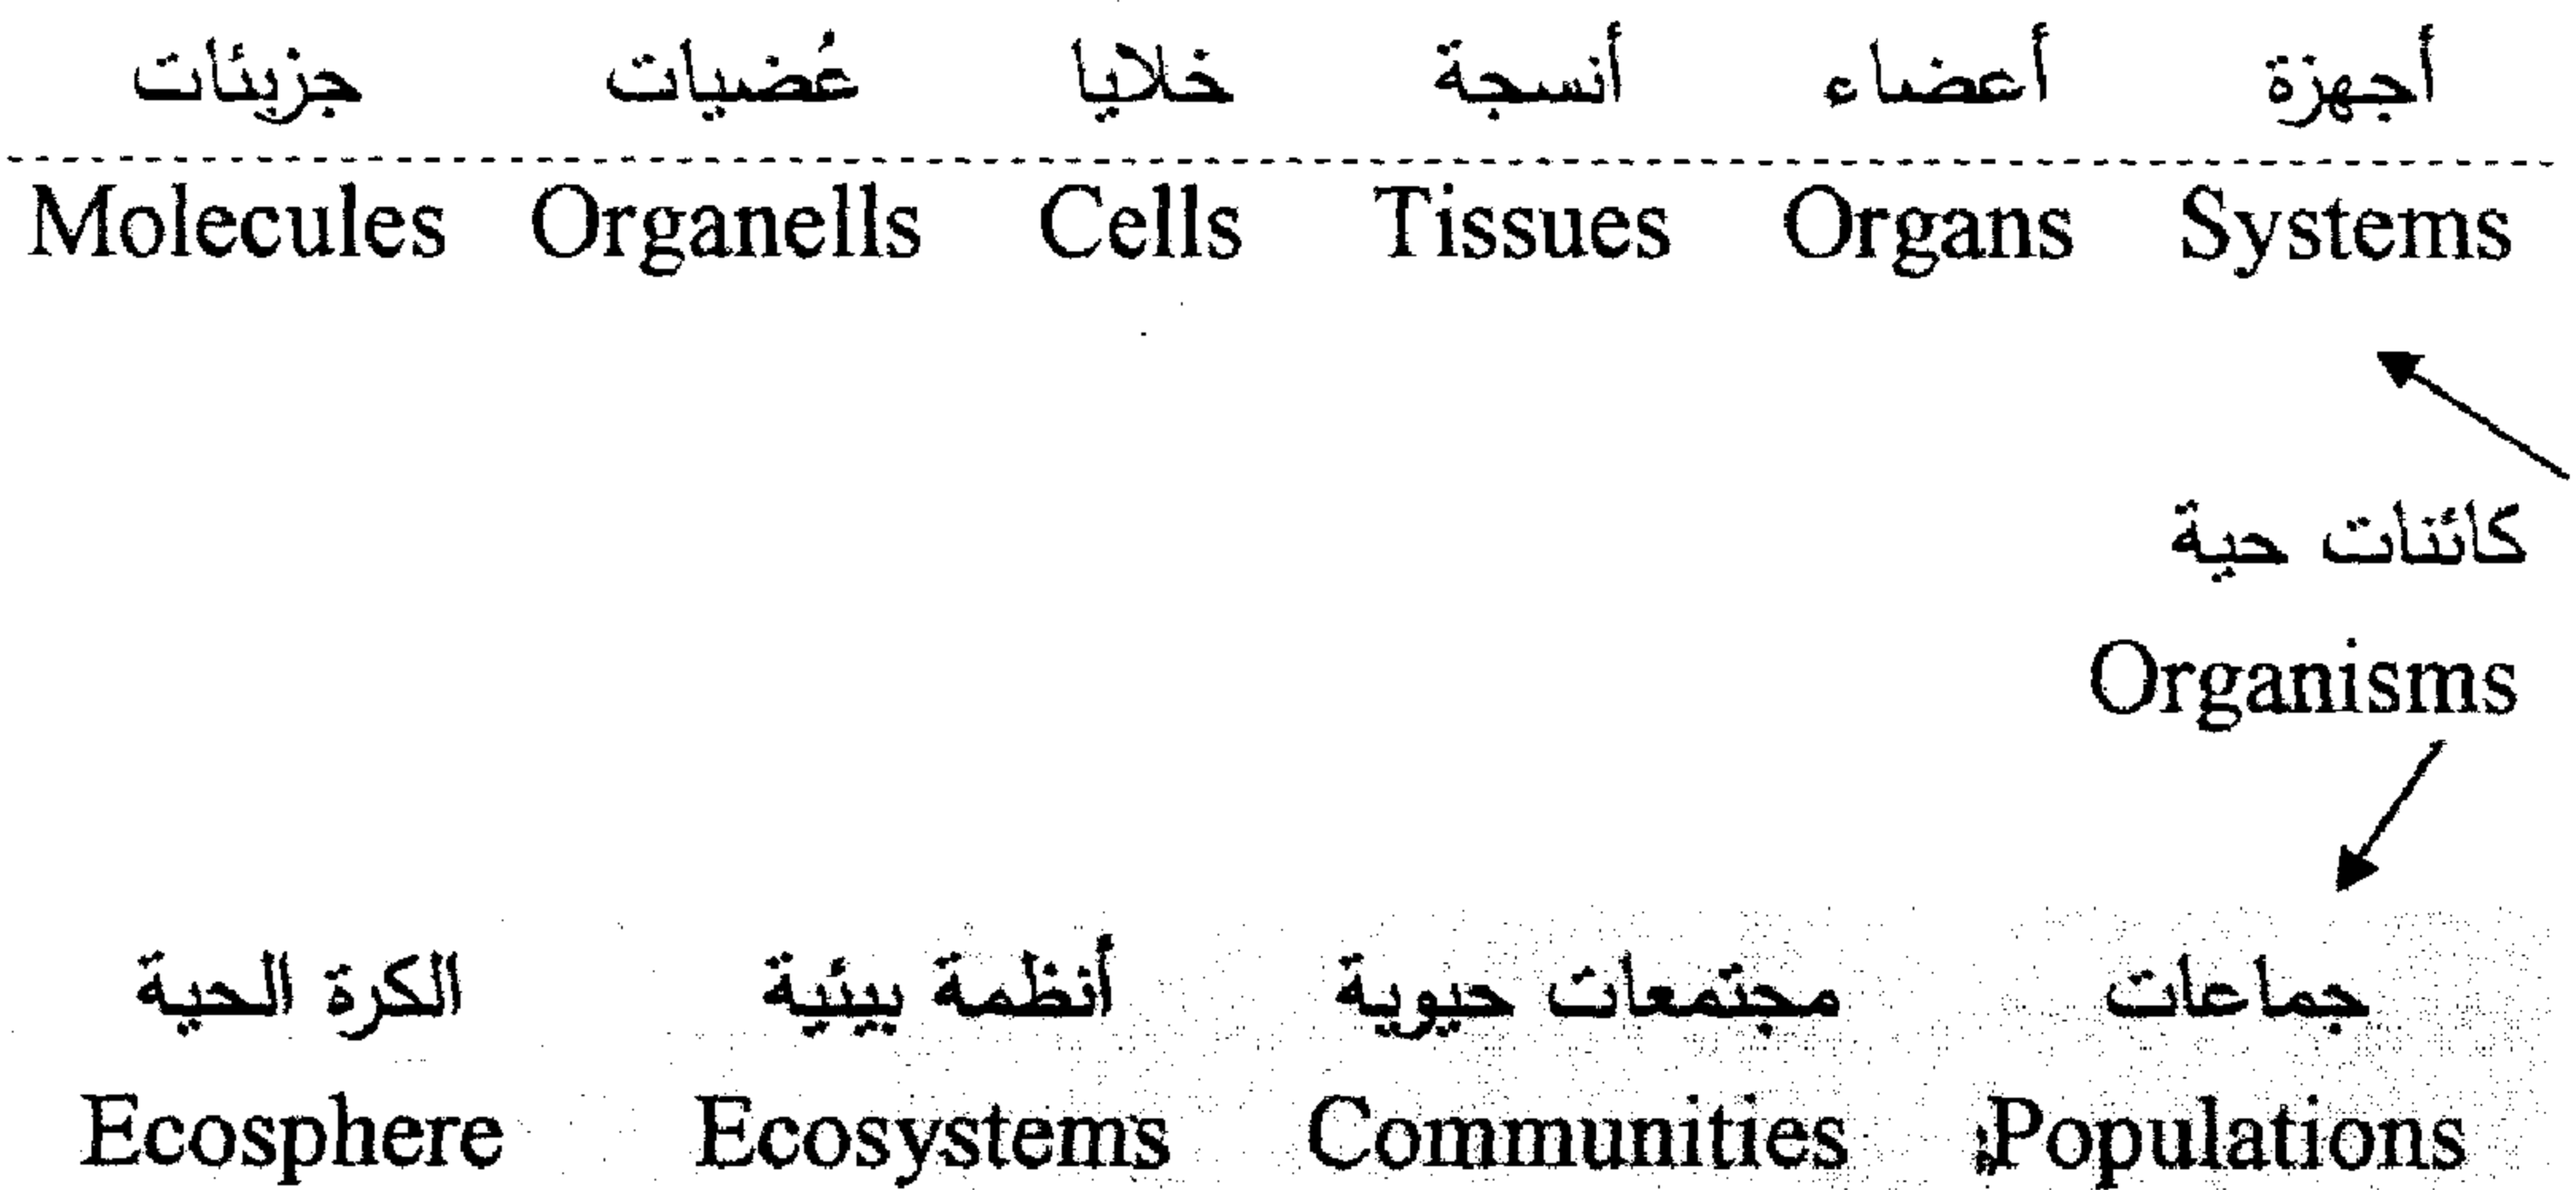 أجهزة أعضاء أنسجة خلايا عُضيات جزيئات
Molecules Organells Cells Tissues Organs Systems
كائنات حية
Organisms
جماعات مجتمعات حيوية أنظمة بيئية الكرة الحية
Ecosphere Ecosystems Communities Populations